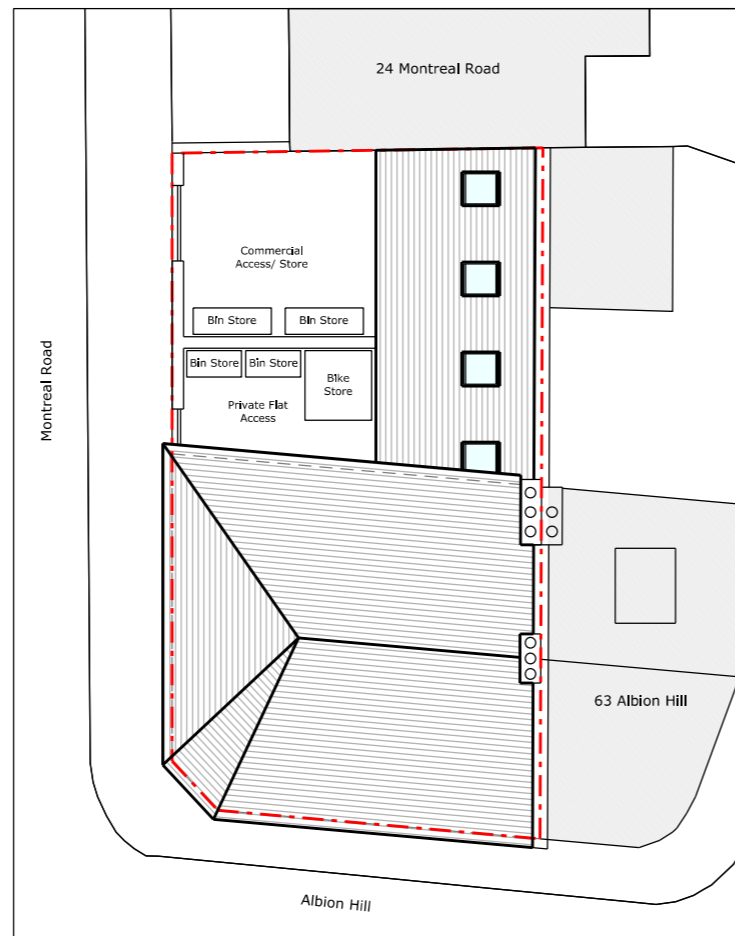 24 Montreal Road
Commercial
Access/ Store
Bin Store
Bin Store
Bin Store
Bin Store
Bike
Store
Private Flat
Access
Montreal Road
63 Albion Hill
Albion Hill